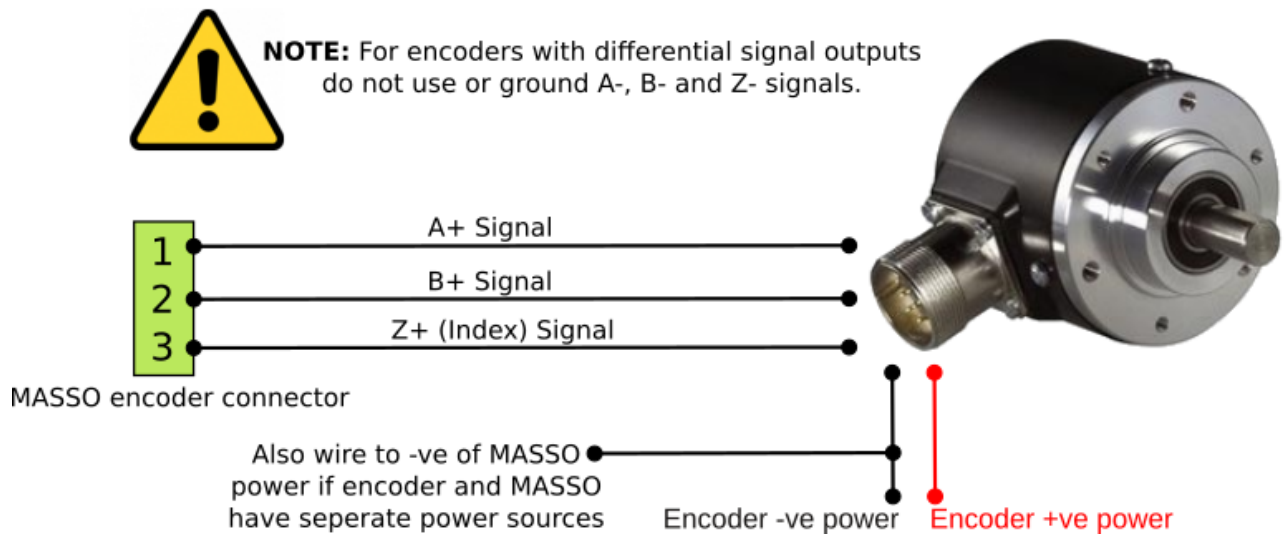 NOTE: For encoders with differential signal outputs
do not use or ground A-, B- and Z- signals.
A+ Signal
1
B+ Signal
2
Z+ (Index) Signal
3
MASSO encoder connector
Also wire to -ve of MASSO
power if encoder and MASSO
have seperate power sources
Encoder -ve power
Encoder +ve power